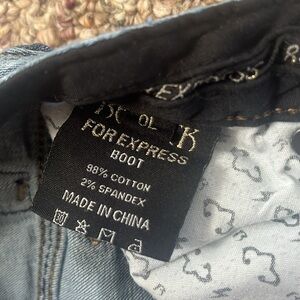 FOR EXPRESS
BOOT
98% COTTON
2% SPANDEX
MADE IN CHINA